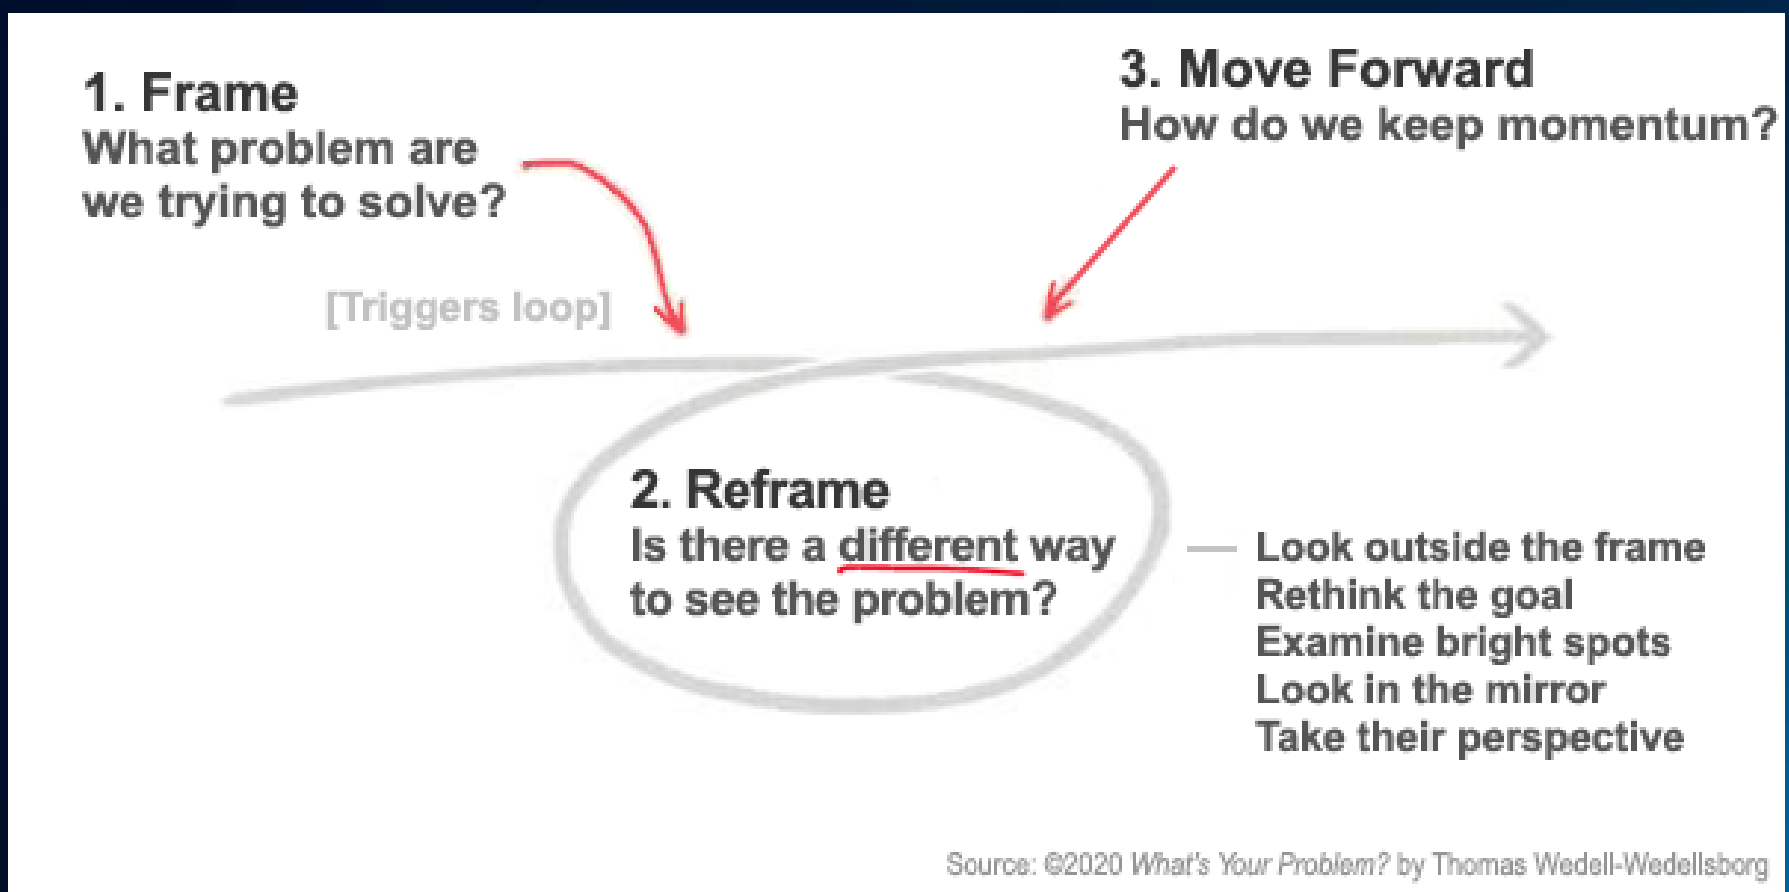 1. Frame
What problem are
we trying to solve?
[Triggers loop]
3. Move Forward
How do we keep momentum?
2. Reframe
Is there a different way
to see the problem?
Look outside the frame
Rethink the goal
Examine bright spots
Look in the mirror
Take their perspective
Source: ©2020 What's Your Problem? by Thomas Wedell-Wedellsborg